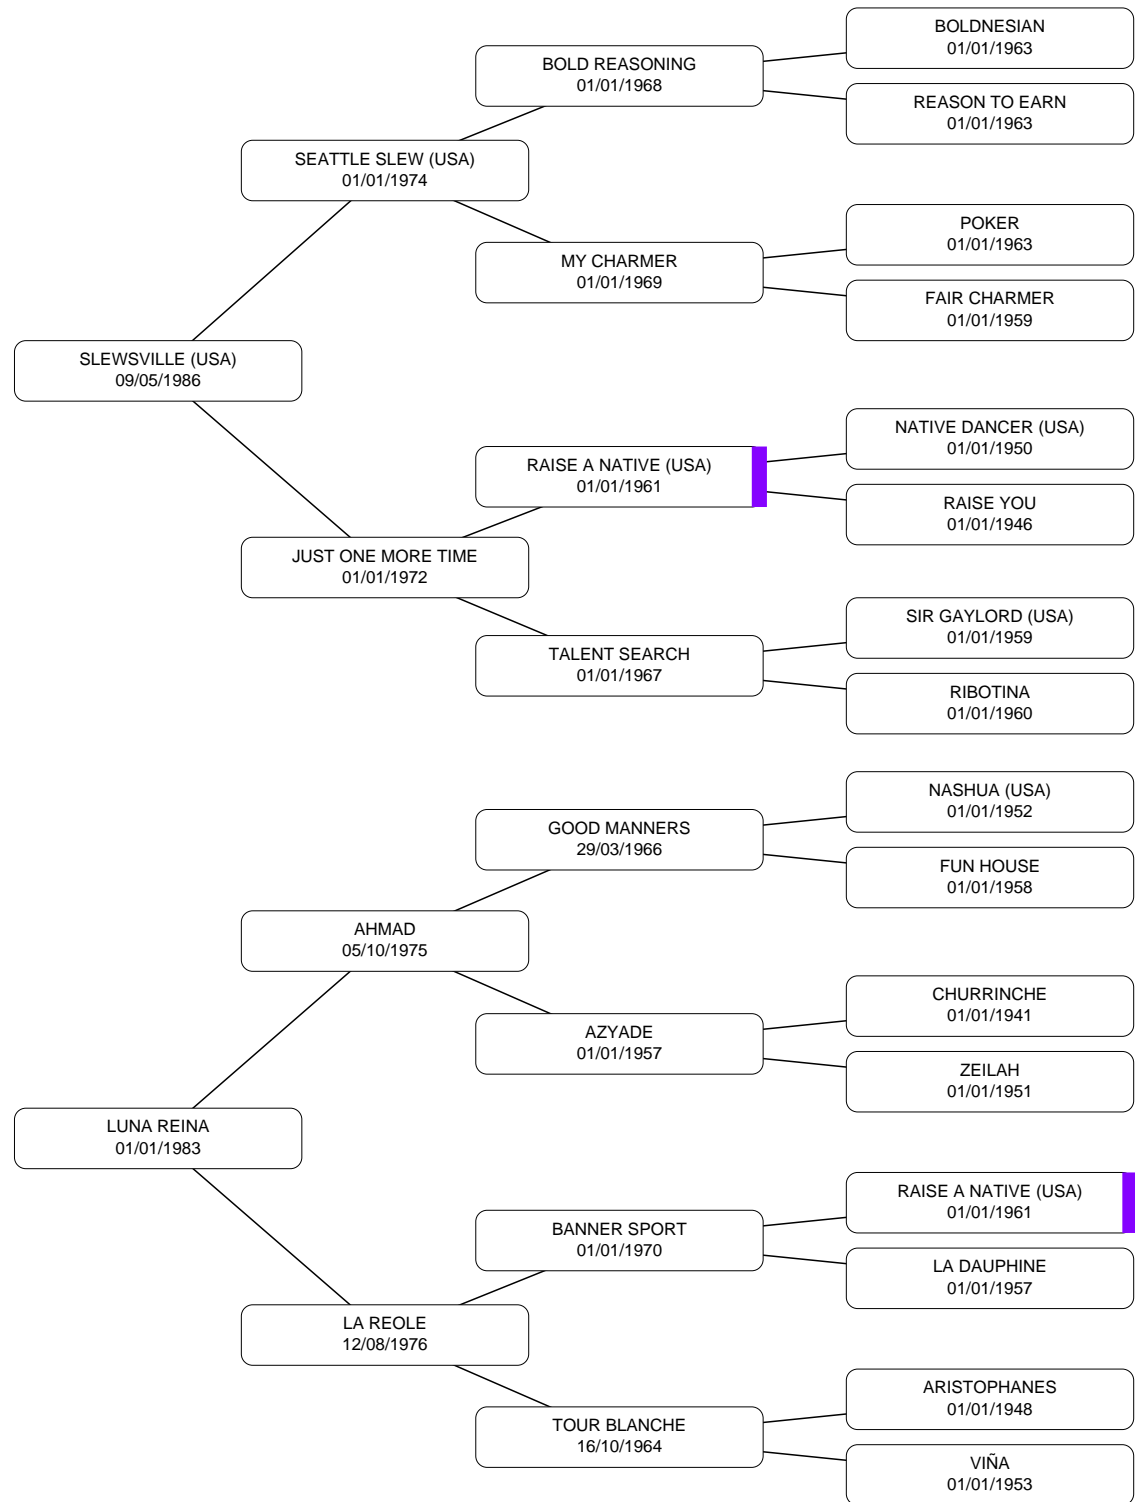 BOLDNESIAN
01/01/1963
BOLD REASONING
01/01/1968
REASON TO EARN
01/01/1963
SEATTLE SLEW (USA)
01/01/1974
POKER
01/01/1963
MY CHARMER
01/01/1969
FAIR CHARMER
01/01/1959
SLEWSVILLE (USA)
09/05/1986
NATIVE DANCER (USA)
01/01/1950
RAISE A NATIVE (USA)
01/01/1961
RAISE YOU
01/01/1946
JUST ONE MORE TIME
01/01/1972
SIR GAYLORD (USA)
01/01/1959
TALENT SEARCH
01/01/1967
RIBOTINA
01/01/1960
NASHUA (USA)
01/01/1952
GOOD MANNERS
29/03/1966
FUN HOUSE
01/01/1958
AHMAD
05/10/1975
CHURRINCHE
01/01/1941
AZYADE
01/01/1957
ZEILAH
01/01/1951
LUNA REINA
01/01/1983
RAISE A NATIVE (USA)
01/01/1961
BANNER SPORT
01/01/1970
LA DAUPHINE
01/01/1957
LA REOLE
12/08/1976
ARISTOPHANES
01/01/1948
TOUR BLANCHE
16/10/1964
VIÑA
01/01/1953